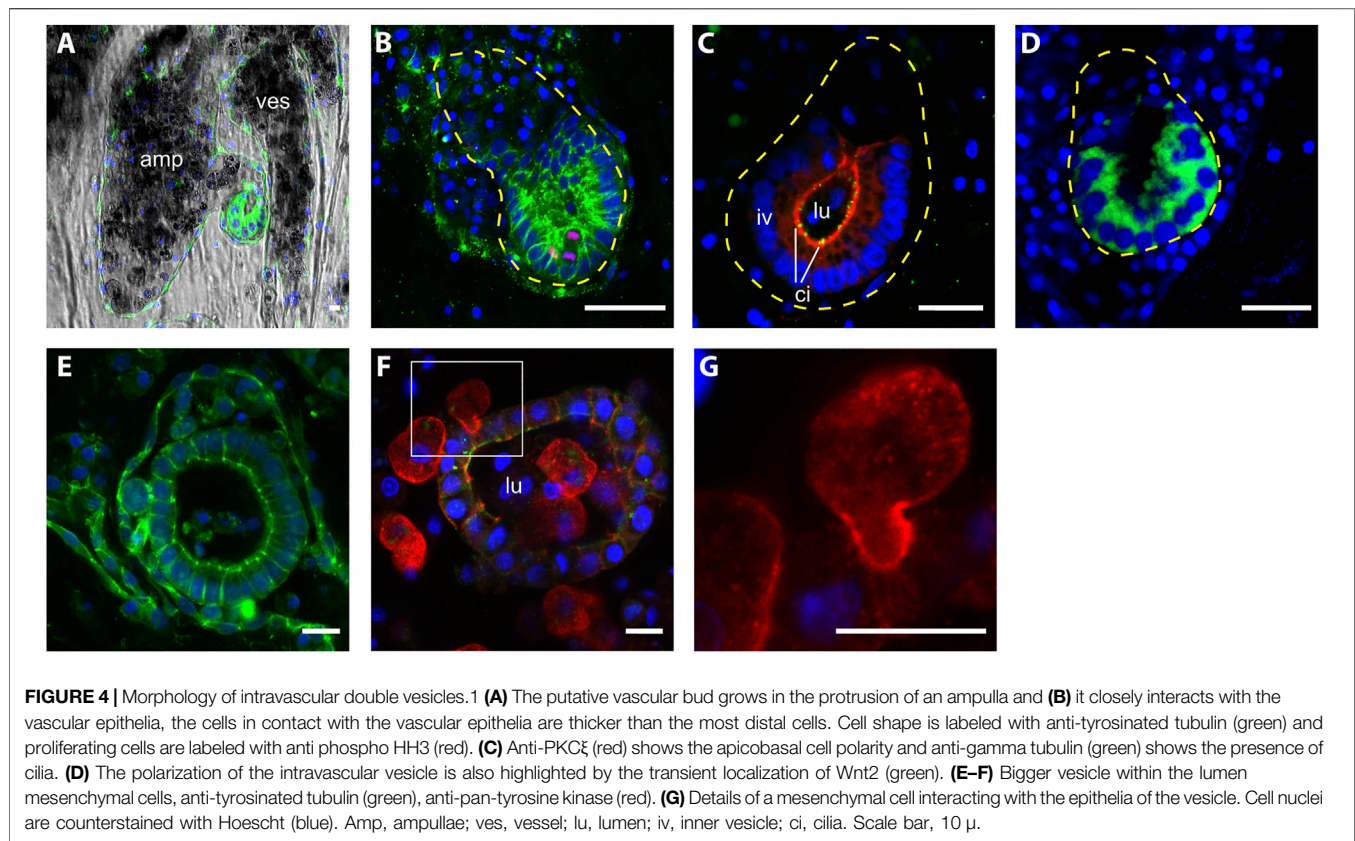 A
B
C
D
ves
amp
lu
iv
ci
E
F
G
lu
FIGURE 4 | Morphology of intravascular double vesicles.1 (A) The putative vascular bud grows in the protrusion of an ampulla and (B) it closely interacts with the
vascular epithelia, the cells in contact with the vascular epithelia are thicker than the most distal cells. Cell shape is labeled with anti-tyrosinated tubulin (green) and
proliferating cells are labeled with anti phospho HH3 (red). (C) Anti-PKCξ (red) shows the apicobasal cell polarity and anti-gamma tubulin (green) shows the presence of
cilia. (D) The polarization of the intravascular vesicle is also highlighted by the transient localization of Wnt2 (green). (E–F) Bigger vesicle within the lumen
mesenchymal cells, anti-tyrosinated tubulin (green), anti-pan-tyrosine kinase (red). (G) Details of a mesenchymal cell interacting with the epithelia of the vesicle. Cell nuclei
are counterstained with Hoescht (blue). Amp, ampullae; ves, vessel; lu, lumen; iv, inner vesicle; ci, cilia. Scale bar, 10 μ.